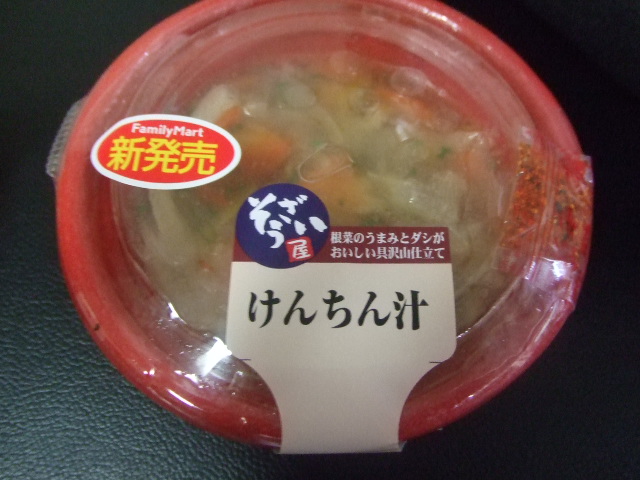 FamilyMart
新発売
そうざい屋
根菜のうまみとダシが
おいしい具沢山仕立て
けんちん汁